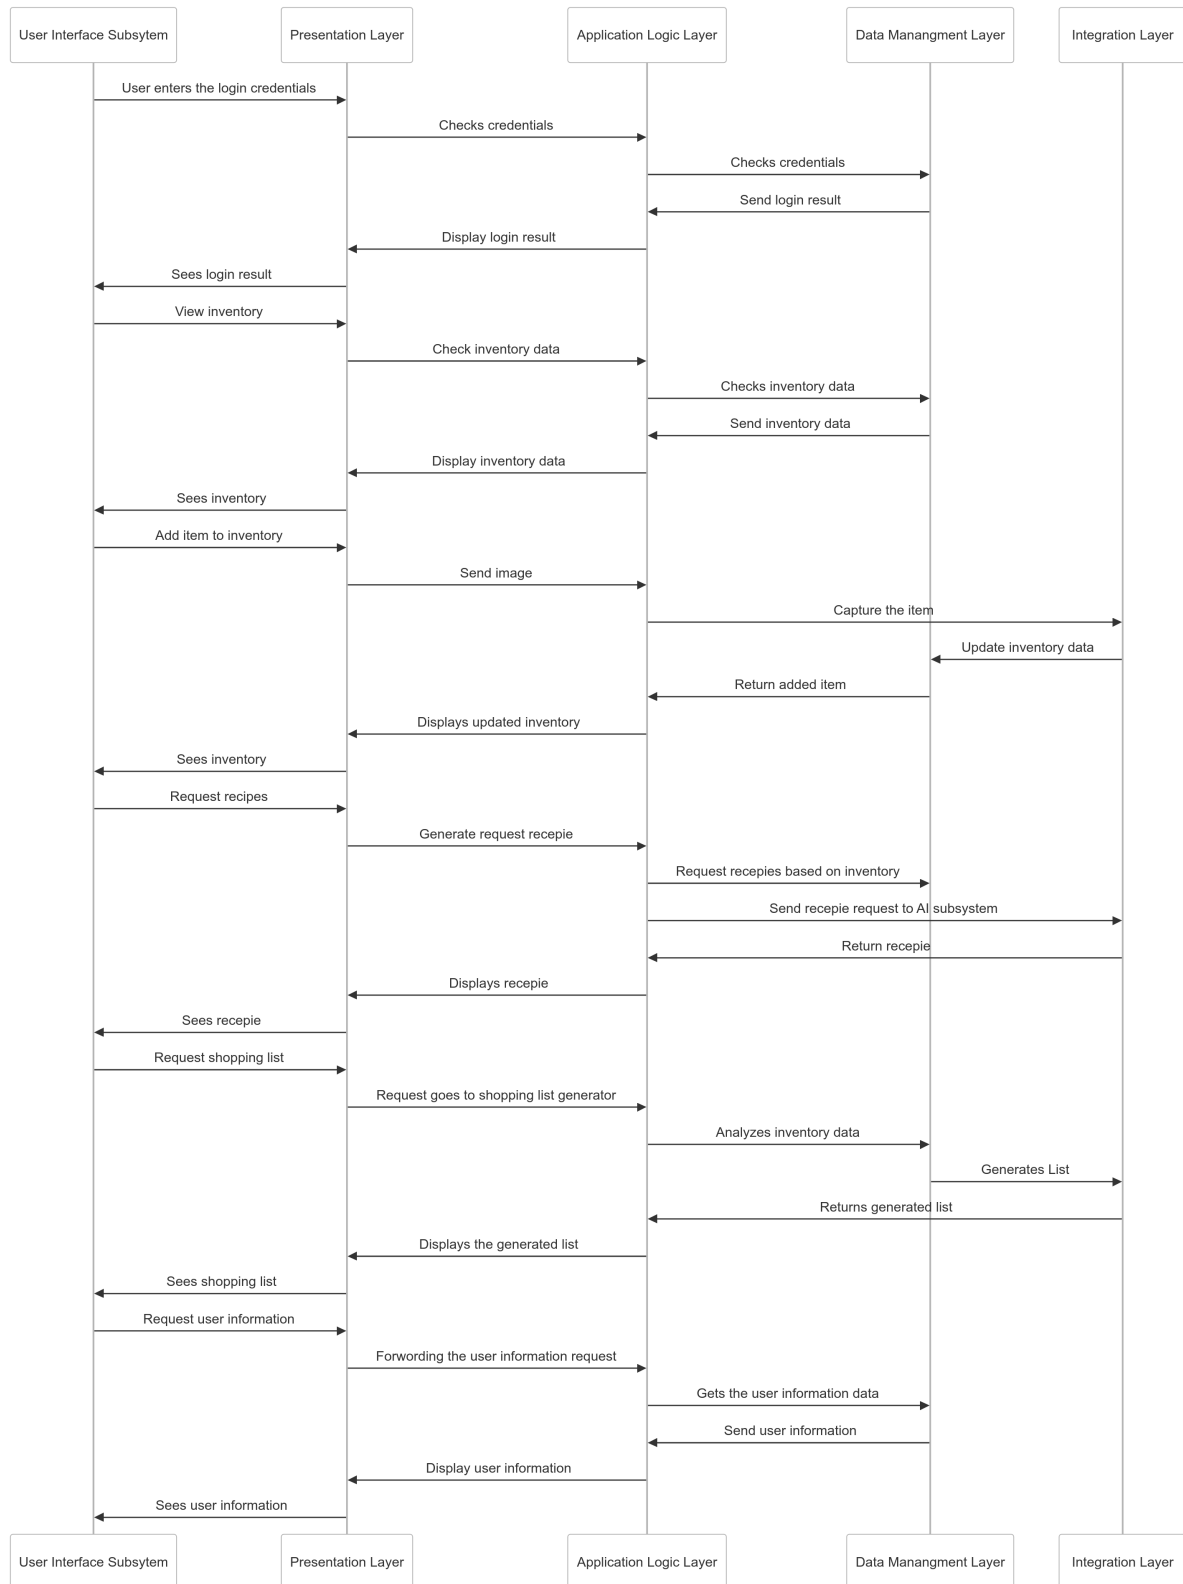 User Interface Subsytem
Presentation Layer
Application Logic Layer
Data Manangment Layer
Integration Layer
User enters the login credentials
Checks credentials
Checks credentials
Send login result
Display login result
Sees login result
View inventory
Check inventory data
Checks inventory data
Send inventory data
Display inventory data
Sees inventory
Add item to inventory
Send image
Capture the item
Update inventory data
Return added item
Displays updated inventory
Sees inventory
Request recipes
Generate request recepie
Request recepies based on inventory
Send recepie request to AI subsystem
Return recepie
Displays recepie
Sees recepie
Request shopping list
Request goes to shopping list generator
Analyzes inventory data
Generates List
Returns generated list
Displays the generated list
Sees shopping list
Request user information
Forwording the user information request
Gets the user information data
Send user information
Display user information
Sees user information
User Interface Subsytem
Presentation Layer
Application Logic Layer
Data Manangment Layer
Integration Layer